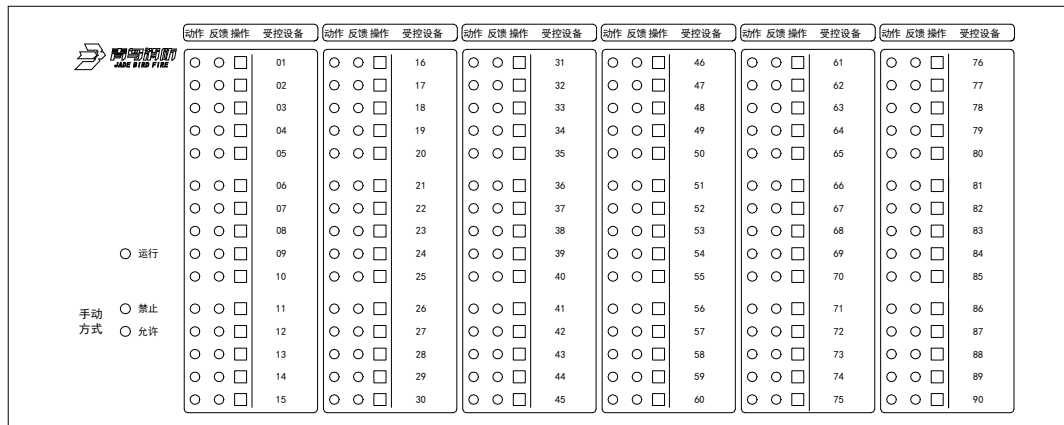 动作 反馈 操作 受控设备 动作 反馈 操作 受控设备 动作 反馈 操作 受控设备 动作 反馈 操作 受控设备 动作 反馈 操作 受控设备 动作 反馈 操作 受控设备
青鸟消防
JADE BIRD FIRE
01 16 31 46 61 76
02 17 32 47 62 77
03 18 33 48 63 78
04 19 34 49 64 79
05 20 35 50 65 80
06 21 36 51 66 81
07 22 37 52 67 82
08 23 38 53 68 83
运行 09 24 39 54 69 84
10 25 40 55 70 85
手动方式 禁止 11 26 41 56 71 86
允许 12 27 42 57 72 87
13 28 43 58 73 88
14 29 44 59 74 89
15 30 45 60 75 90